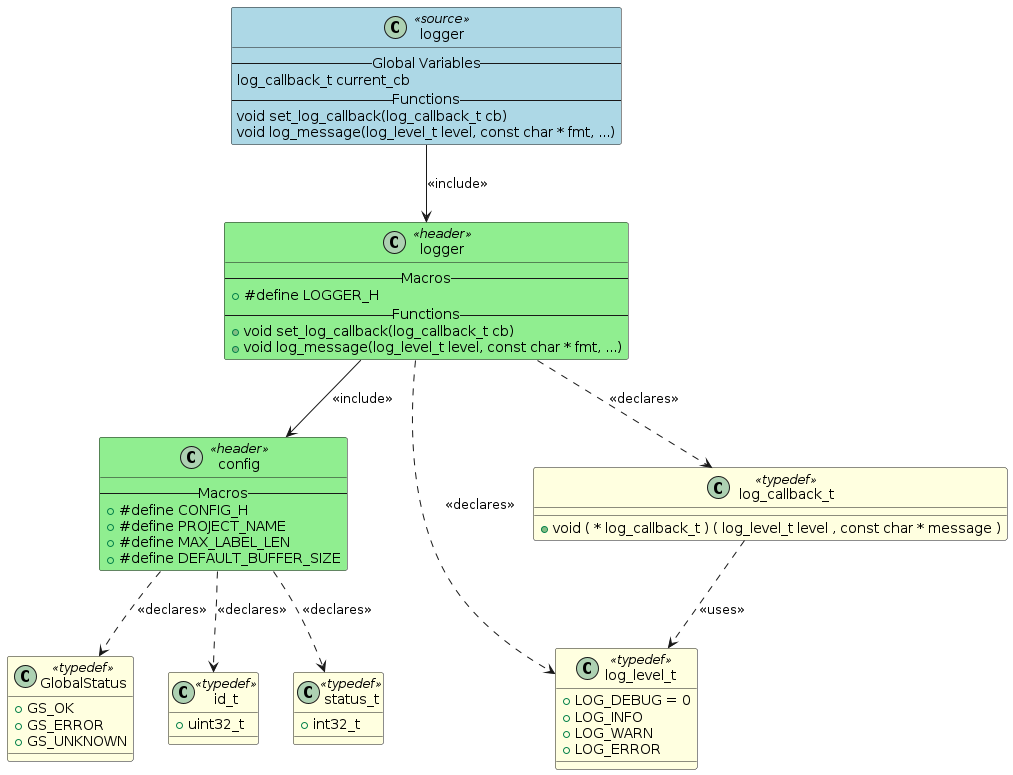 C
«source»
logger
Global Variables
log_callback_t current_cb
Functions
void set_log_callback(log_callback_t cb)
void log_message(log_level_t level, const char * fmt, ...)
«include»
C
«header»
logger
Macros
#define LOGGER_H
Functions
void set_log_callback(log_callback_t cb)
void log_message(log_level_t level, const char * fmt, ...)
«include»
«declares»
C
«header»
config
Macros
#define CONFIG_H
#define PROJECT_NAME
#define MAX_LABEL_LEN
#define DEFAULT_BUFFER_SIZE
«declares»
C
«typedef»
log_callback_t
void ( * log_callback_t ) ( log_level_t level , const char * message )
«declares»
«declares»
«declares»
«uses»
C
«typedef»
GlobalStatus
GS_OK
GS_ERROR
GS_UNKNOWN
C
«typedef»
id_t
uint32_t
C
«typedef»
status_t
int32_t
C
«typedef»
log_level_t
LOG_DEBUG = 0
LOG_INFO
LOG_WARN
LOG_ERROR